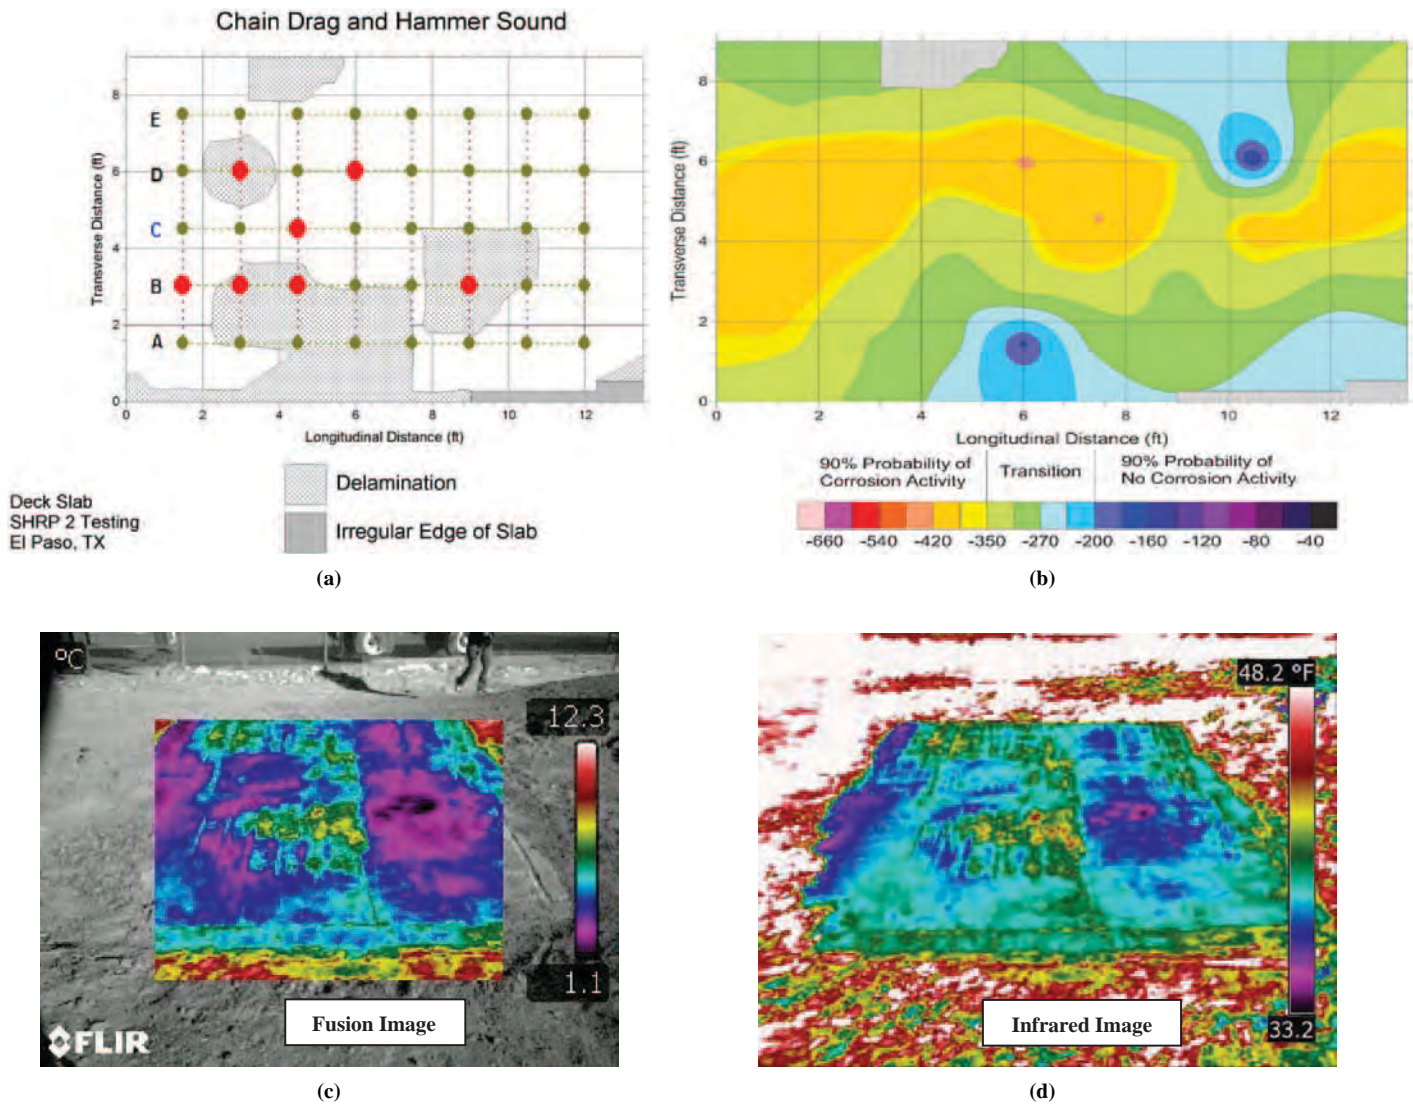 Chain Drag and Hammer Sound
Transverse Distance (ft)
8
6
4
2
0
E
D
C
B
A
0 2 4 6 8 10 12
Longitudinal Distance (ft)
Deck Slab
SHRP 2 Testing
El Paso, TX
Delamination
Irregular Edge of Slab
(a)
Transverse Distance (ft)
8
6
4
2
0
0 2 4 6 8 10 12
Longitudinal Distance (ft)
90% Probability of
Corrosion Activity
Transition
90% Probability of
No Corrosion Activity
-660 -540 -420 -350 -270 -200 -160 -120 -80 -40
(b)
°C
12.3
1.1
Fusion Image
FLIR
(c)
48.2 °F
33.2
Infrared Image
(d)